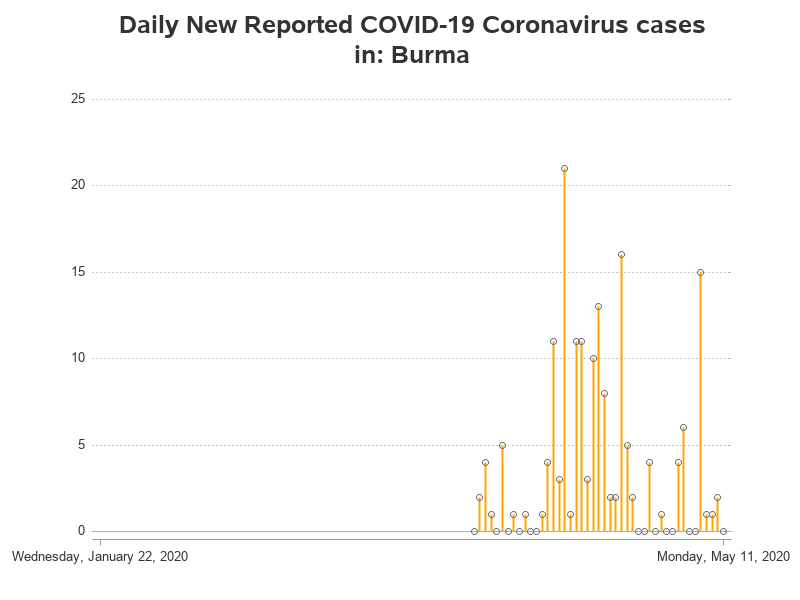 Daily New Reported COVID-19 Coronavirus cases
in: Burma
25
20
15
10
5
0
Wednesday, January 22, 2020
Monday, May 11, 2020